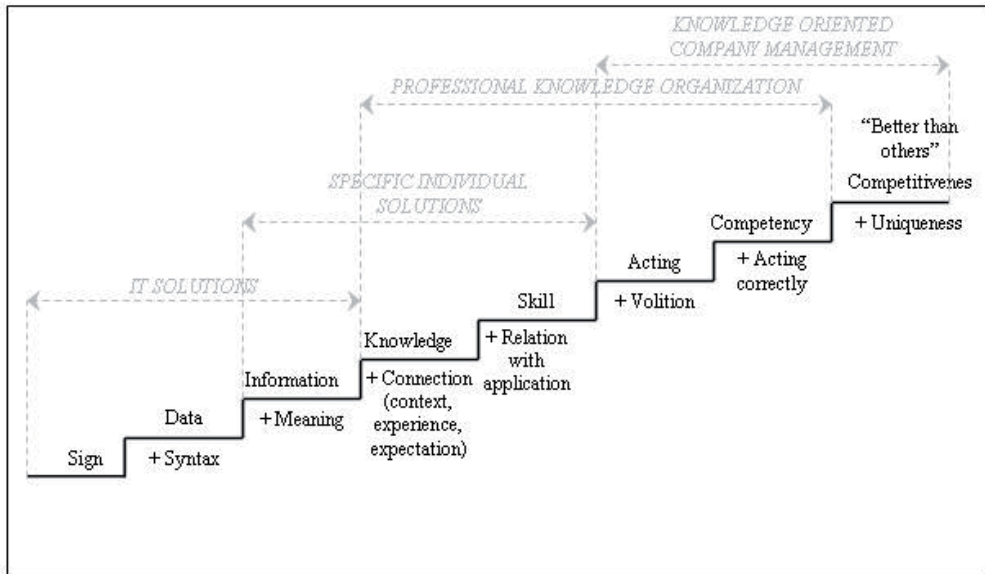 KNOWLEDGE ORIENTED
COMPANY MANAGEMENT
PROFESSIONAL KNOWLEDGE ORGANIZATION
“Better than
others”
SPECIFIC INDIVIDUAL
SOLUTIONS
Competitivenes
+ Uniqueness
Competency
+ Acting
correctly
Acting
+ Volition
IT SOLUTIONS
Skill
+ Relation
with
application
Knowledge
+ Connection
(context,
experience,
expectation)
Information
+ Meaning
Data
+ Syntax
Sign